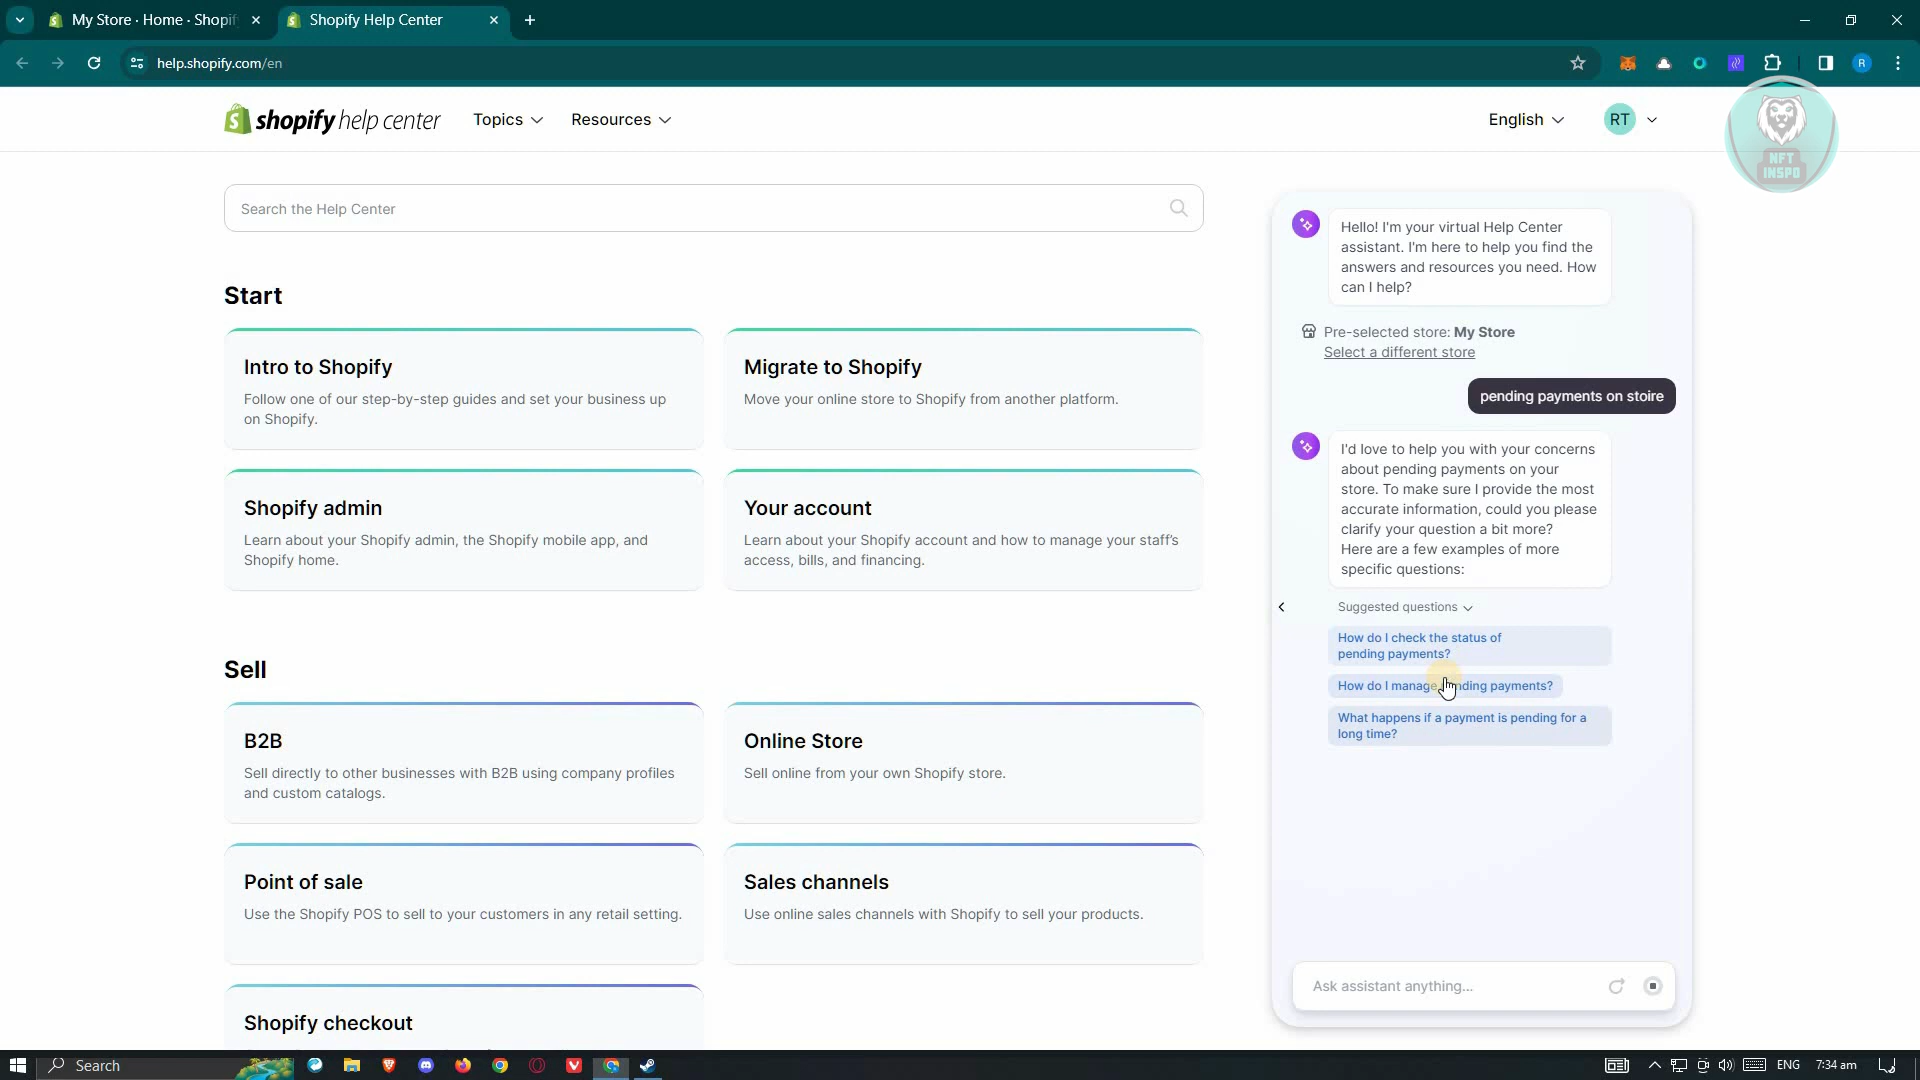 My Store · Home · Shopif
Shopify Help Center
help.shopify.com/en
shopify help center
Topics
Resources
English
RT
R
NFT
INSPO
Search the Help Center
Start
Intro to Shopify
Follow one of our step-by-step guides and set your business up
on Shopify.
Migrate to Shopify
Move your online store to Shopify from another platform.
Shopify admin
Learn about your Shopify admin, the Shopify mobile app, and
Shopify home.
Your account
Learn about your Shopify account and how to manage your staff's
access, bills, and financing.
Sell
B2B
Sell directly to other businesses with B2B using company profiles
and custom catalogs.
Online Store
Sell online from your own Shopify store.
Point of sale
Use the Shopify POS to sell to your customers in any retail setting.
Sales channels
Use online sales channels with Shopify to sell your products.
Shopify checkout
Hello! I'm your virtual Help Center
assistant. I'm here to help you find the
answers and resources you need. How
can I help?
Pre-selected store: My Store
Select a different store
pending payments on stoire
I'd love to help you with your concerns
about pending payments on your
store. To make sure I provide the most
accurate information, could you please
clarify your question a bit more?
Here are a few examples of more
specific questions:
Suggested questions
How do I check the status of
pending payments?
How do I manage nding payments?
What happens if a payment is pending for a
long time?
Ask assistant anything...
Search
ENG
7:34 am